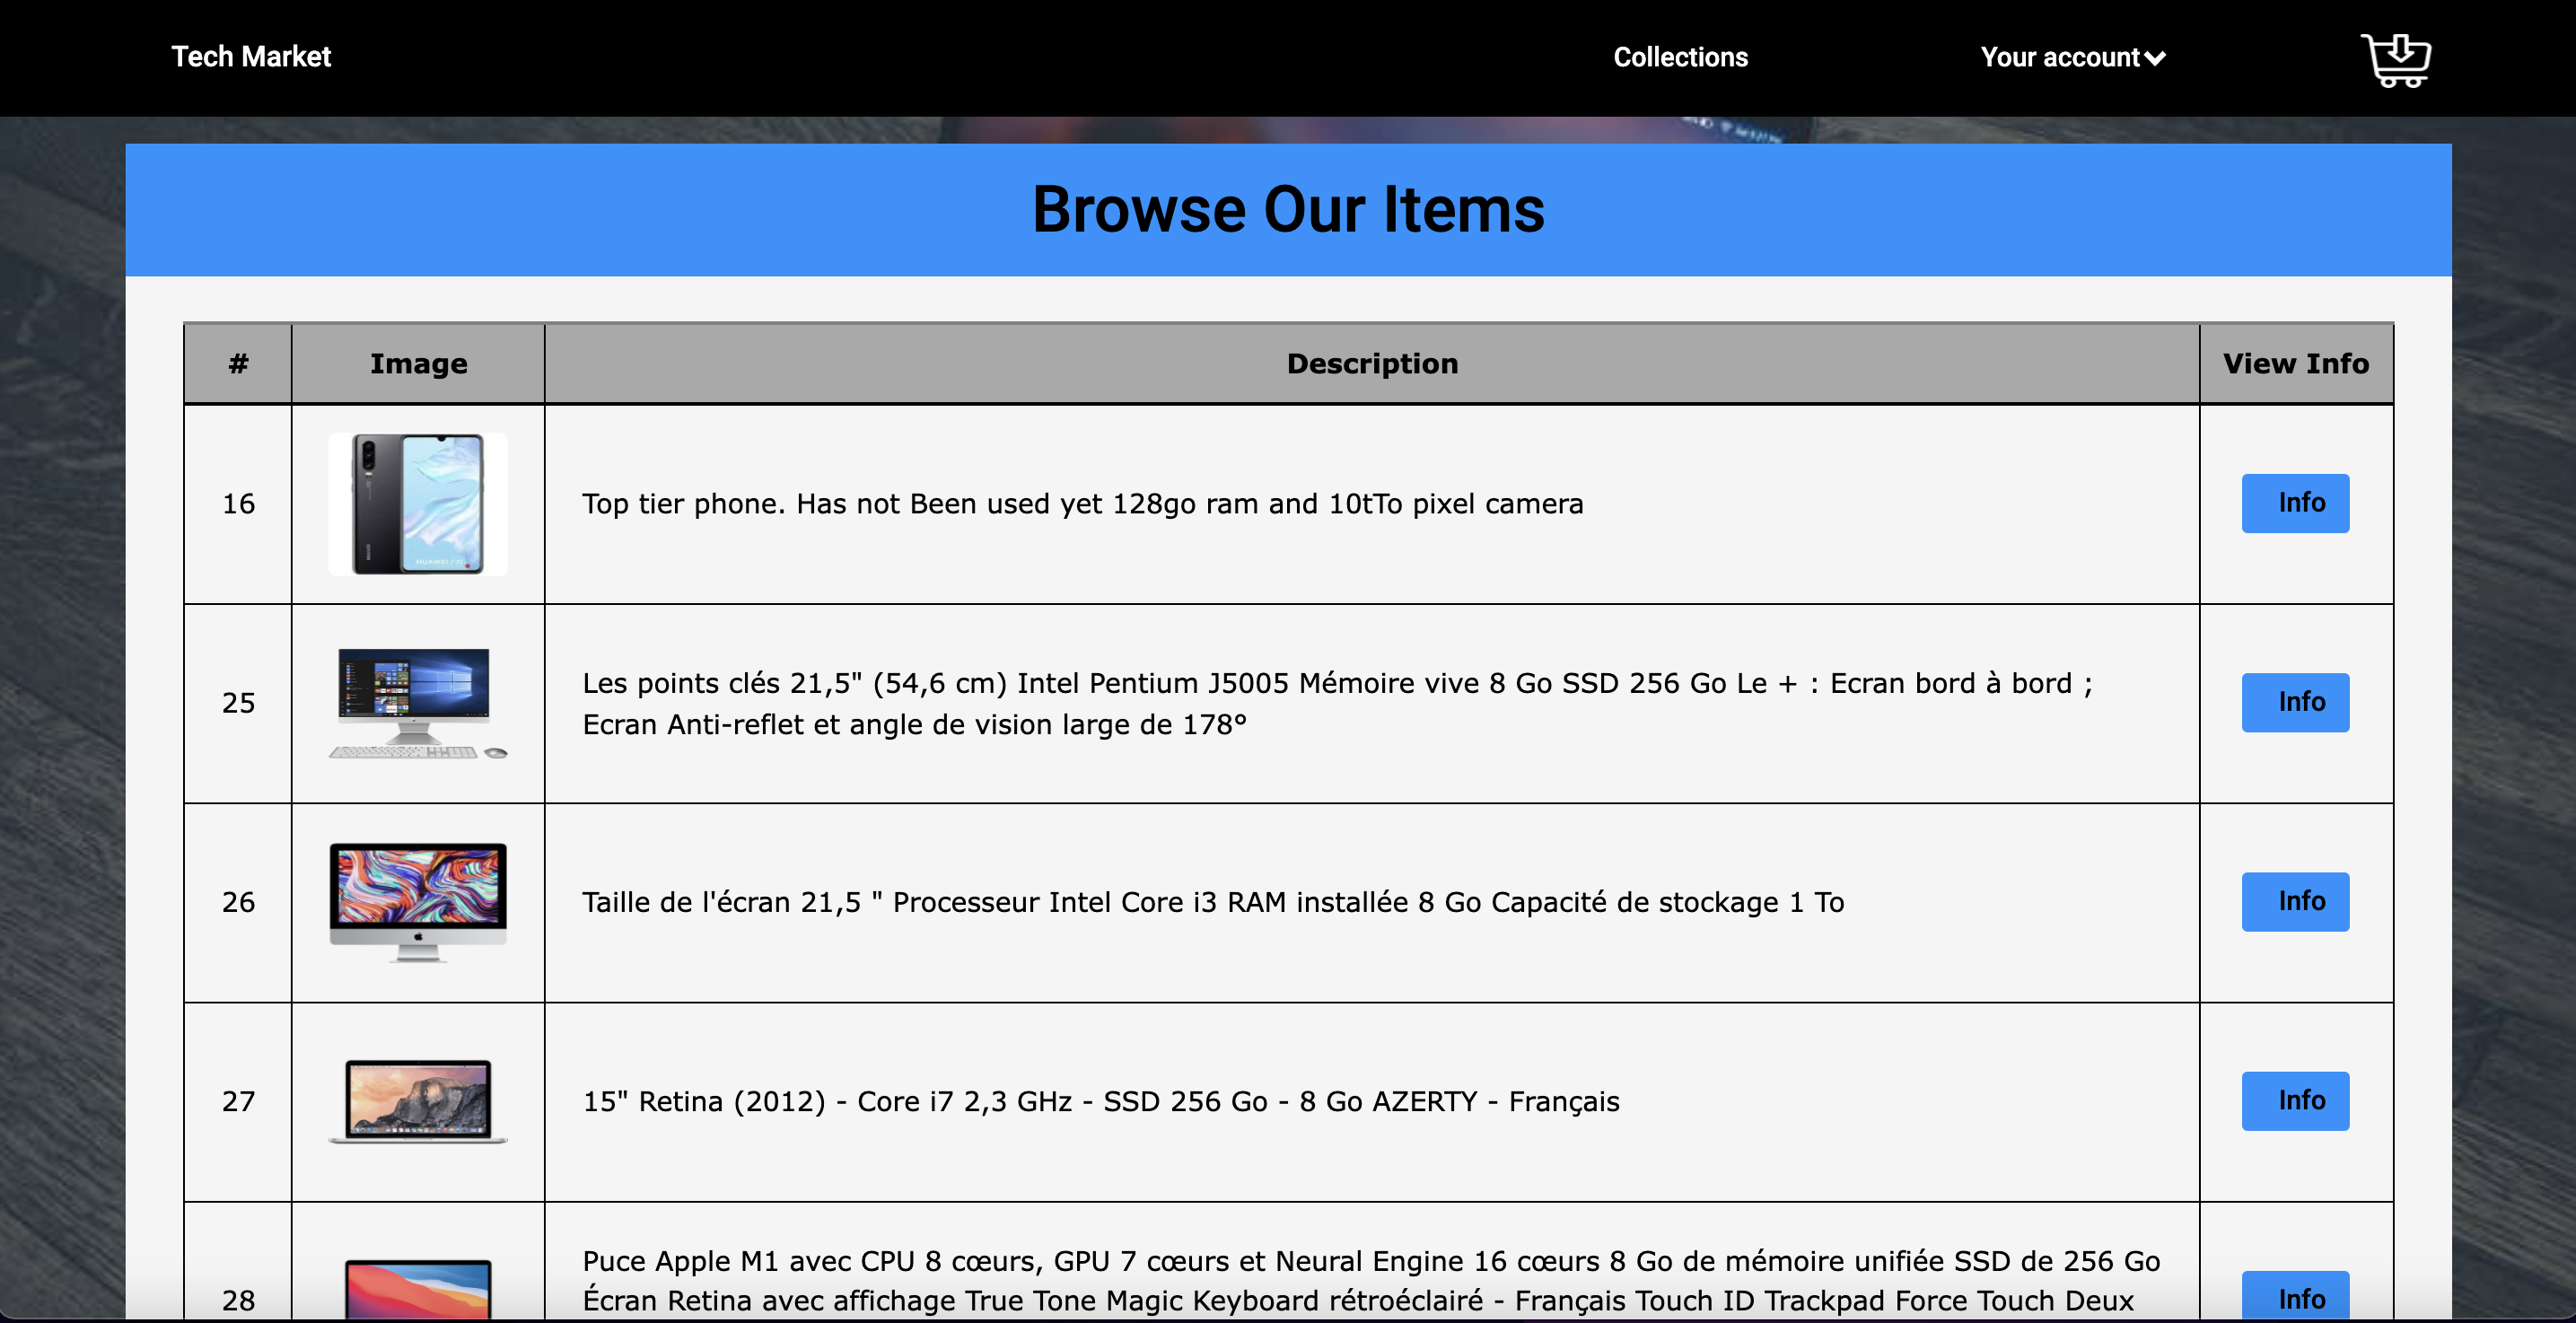 Tech Market
Collections
Your account
Browse Our Items
# Image Description View Info
16
HUAWEI
Top tier phone. Has not Been used yet 128go ram and 10tTo pixel camera
Info
25
Les points clés 21,5" (54,6 cm) Intel Pentium J5005 Mémoire vive 8 Go SSD 256 Go Le + : Ecran bord à bord ;
Ecran Anti-reflet et angle de vision large de 178°
Info
26
Taille de l'écran 21,5 " Processeur Intel Core i3 RAM installée 8 Go Capacité de stockage 1 To
Info
27
15" Retina (2012) - Core i7 2,3 GHz - SSD 256 Go - 8 Go AZERTY - Français
Info
28
Puce Apple M1 avec CPU 8 cœurs, GPU 7 cœurs et Neural Engine 16 cœurs 8 Go de mémoire unifiée SSD de 256 Go
Écran Retina avec affichage True Tone Magic Keyboard rétroéclairé - Français Touch ID Trackpad Force Touch Deux
Info